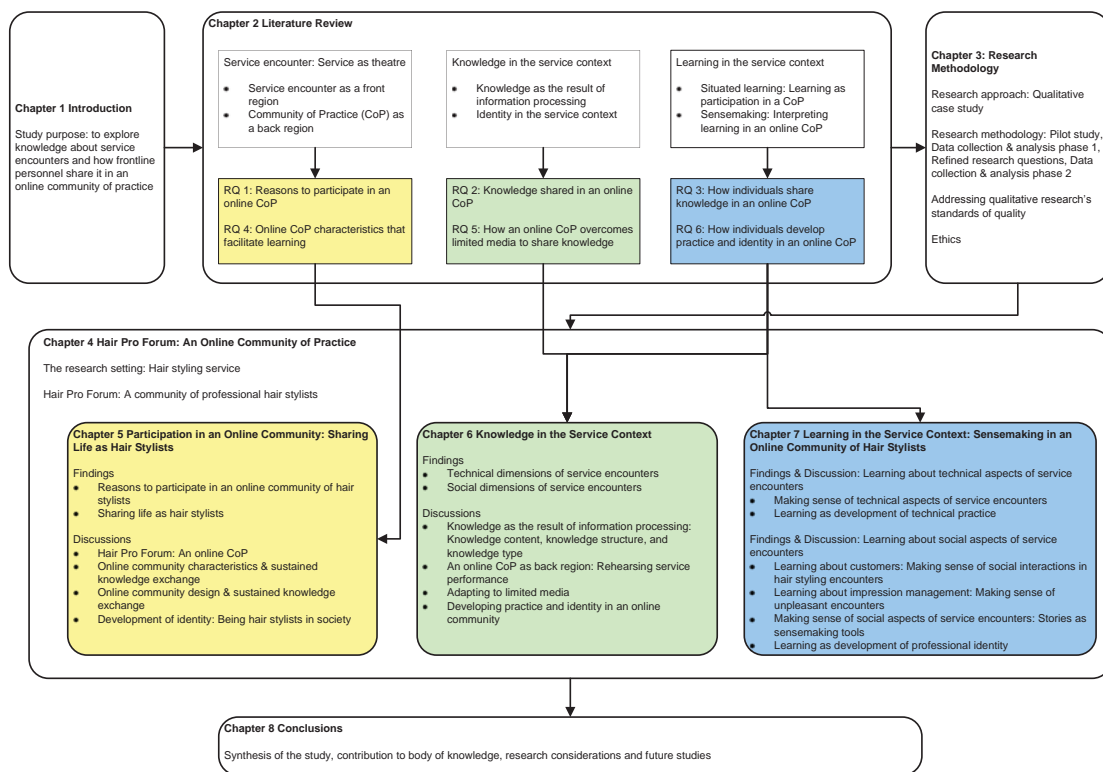 Chapter 1 Introduction
Study purpose: to explore
knowledge about service
encounters and how frontline
personnel share it in an
online community of practice
Chapter 2 Literature Review
Service encounter: Service as theatre
• Service encounter as a front
region
• Community of Practice (CoP) as
a back region
Knowledge in the service context
• Knowledge as the result of
information processing
• Identity in the service context
Learning in the service context
• Situated learning: Learning as
participation in a CoP
• Sensemaking: Interpreting
learning in an online CoP
RQ 1: Reasons to participate in an
online CoP
RQ 4: Online CoP characteristics that
facilitate learning
RQ 2: Knowledge shared in an online
CoP
RQ 5: How an online CoP overcomes
limited media to share knowledge
RQ 3: How individuals share
knowledge in an online CoP
RQ 6: How individuals develop
practice and identity in an online CoP
Chapter 3: Research
Methodology
Research approach: Qualitative
case study
Research methodology: Pilot study,
Data collection & analysis phase 1,
Refined research questions, Data
collection & analysis phase 2
Addressing qualitative research's
standards of quality
Ethics
Chapter 4 Hair Pro Forum: An Online Community of Practice
The research setting: Hair styling service
Hair Pro Forum: A community of professional hair stylists
Chapter 5 Participation in an Online Community: Sharing
Life as Hair Stylists
Findings
• Reasons to participate in an online community of hair
stylists
• Sharing life as hair stylists
Discussions
• Hair Pro Forum: An online CoP
• Online community characteristics & sustained
knowledge exchange
• Online community design & sustained knowledge
exchange
• Development of identity: Being hair stylists in society
Chapter 6 Knowledge in the Service Context
Findings
• Technical dimensions of service encounters
• Social dimensions of service encounters
Discussions
• Knowledge as the result of information processing:
Knowledge content, knowledge structure, and
knowledge type
• An online CoP as back region: Rehearsing service
performance
• Adapting to limited media
• Developing practice and identity in an online
community
Chapter 7 Learning in the Service Context: Sensemaking in an
Online Community of Hair Stylists
Findings & Discussion: Learning about technical aspects of service
encounters
• Making sense of technical aspects of service encounters
• Learning as development of technical practice
Findings & Discussion: Learning about social aspects of service
encounters
• Learning about customers: Making sense of social interactions in
hair styling encounters
• Learning about impression management: Making sense of
unpleasant encounters
• Making sense of social aspects of service encounters: Stories as
sensemaking tools
• Learning as development of professional identity
Chapter 8 Conclusions
Synthesis of the study, contribution to body of knowledge, research considerations and future studies